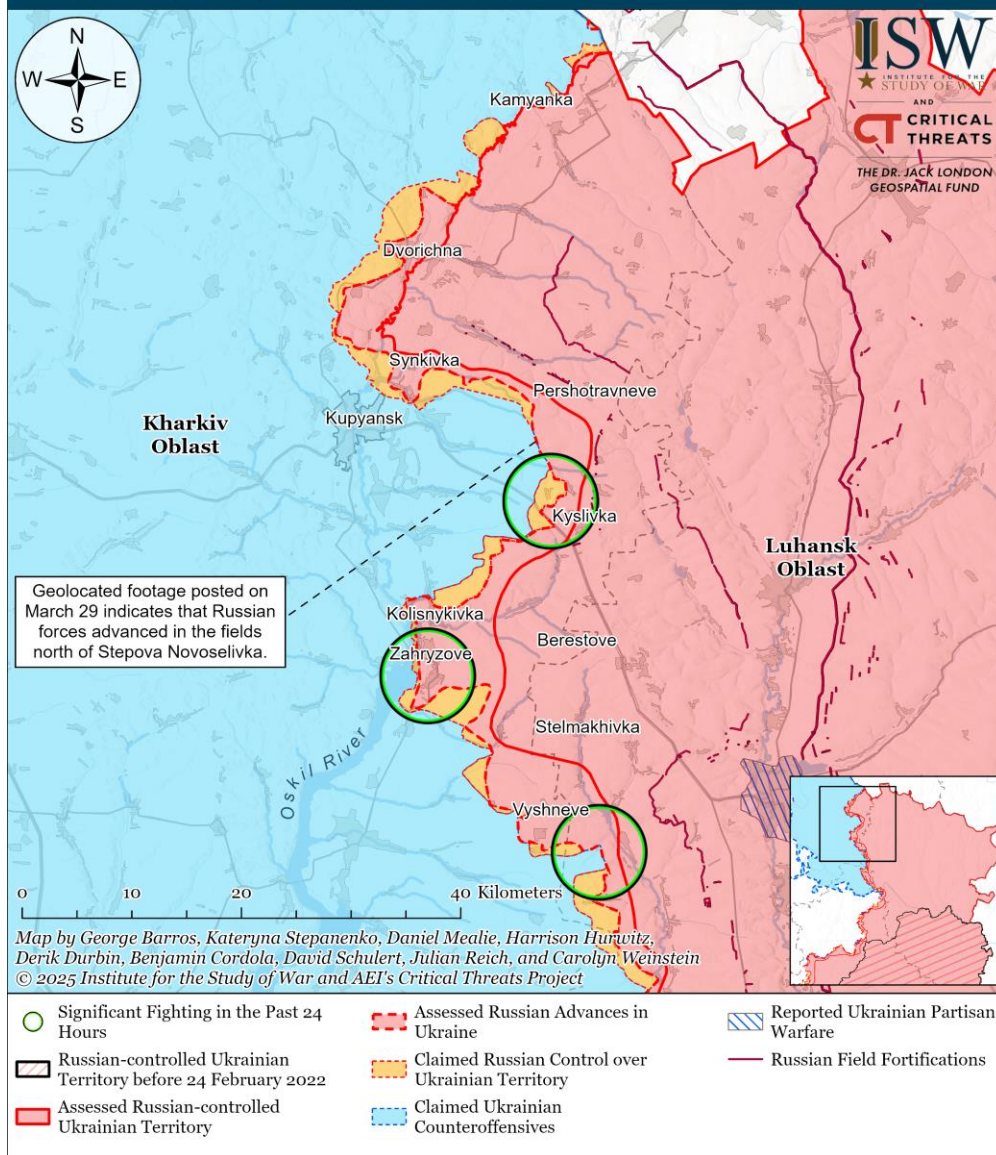 N
W E
S
ISW
INSTITUTE FOR THE
STUDY OF WAR
AND
CT CRITICAL
THREATS
THE DR. JACK LONDON
GEOSPATIAL FUND
Kamyanka
Dvorichna
Synkivka
Pershotravneve
Kupyansk
Kharkiv
Oblast
Kyslivka
Luhansk
Oblast
Geolocated footage posted on
March 29 indicates that Russian
forces advanced in the fields
north of Stepova Novoselivka.
Kolisnykivka
Berestove
Zahryzove
Stelmakhivka
Oskil River
Vyshneve
0 10 20 40 Kilometers
Map by George Barros, Kateryna Stepanenko, Daniel Mealie, Harrison Hurwitz,
Derik Durbin, Benjamin Cordola, David Schulert, Julian Reich, and Carolyn Weinstein
© 2025 Institute for the Study of War and AEI's Critical Threats Project
Significant Fighting in the Past 24
Hours
Russian-controlled Ukrainian
Territory before 24 February 2022
Assessed Russian-controlled
Ukrainian Territory
Assessed Russian Advances in
Ukraine
Claimed Russian Control over
Ukrainian Territory
Claimed Ukrainian
Counteroffensives
Reported Ukrainian Partisan
Warfare
Russian Field Fortifications